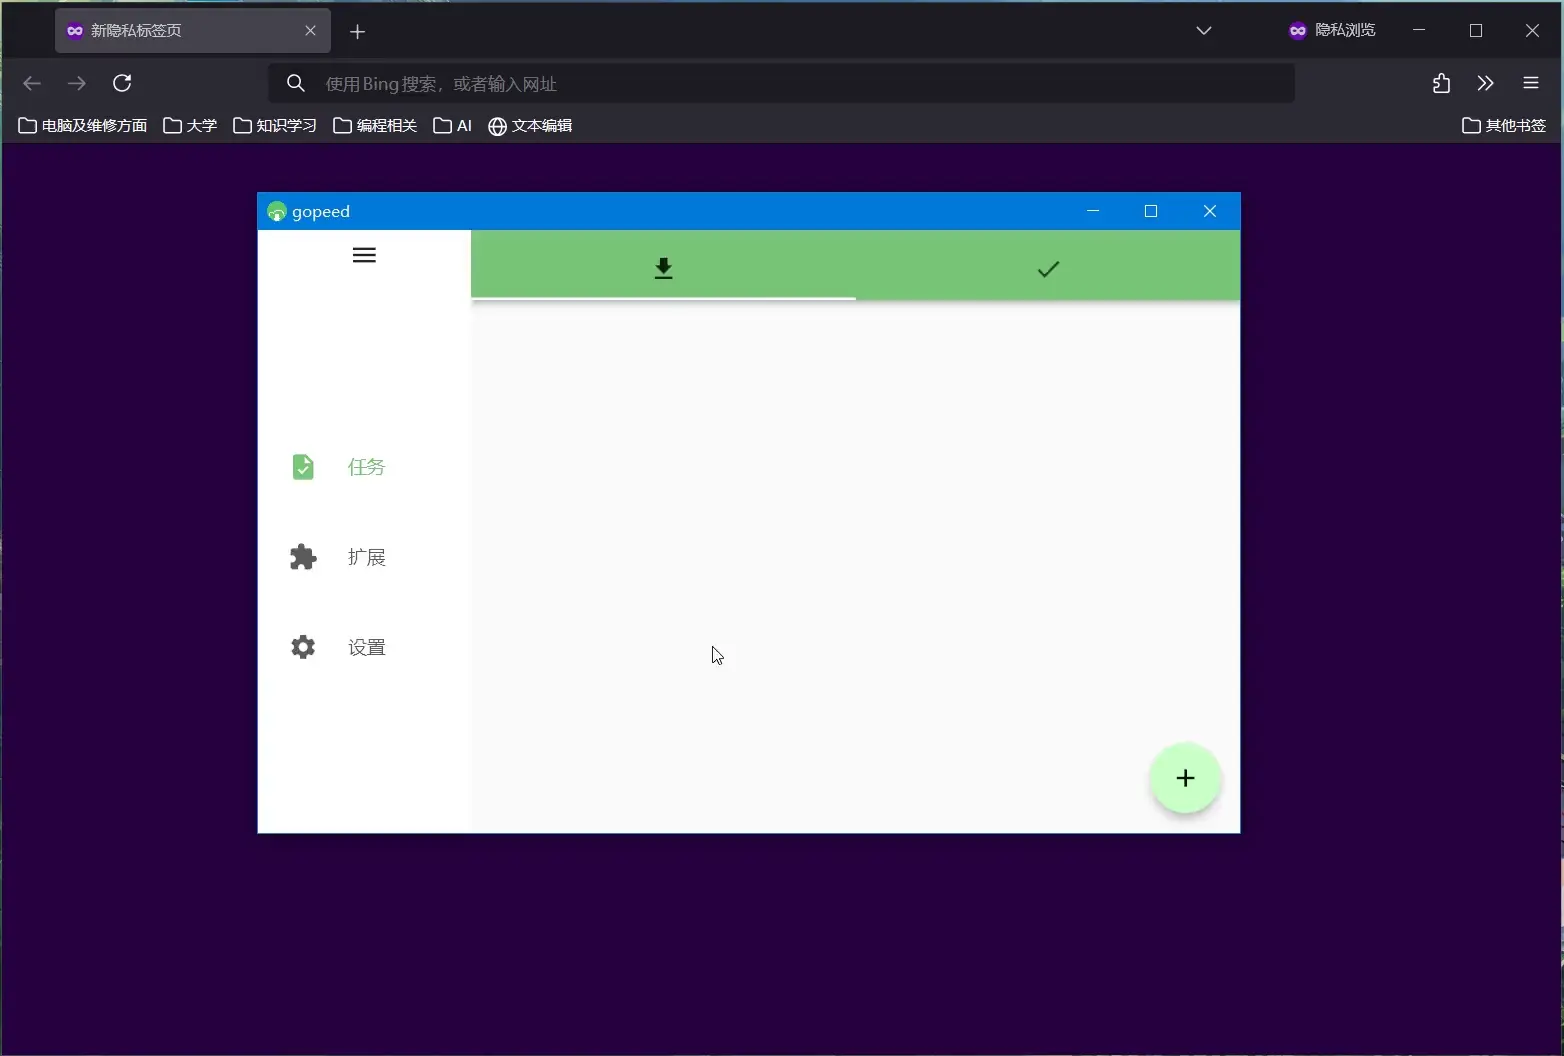 新隐私标签页
隐私浏览
使用Bing搜索，或者输入网址
电脑及维修方面 大学 知识学习 编程相关 AI 文本编辑 其他书签
gopeed
任务
扩展
设置